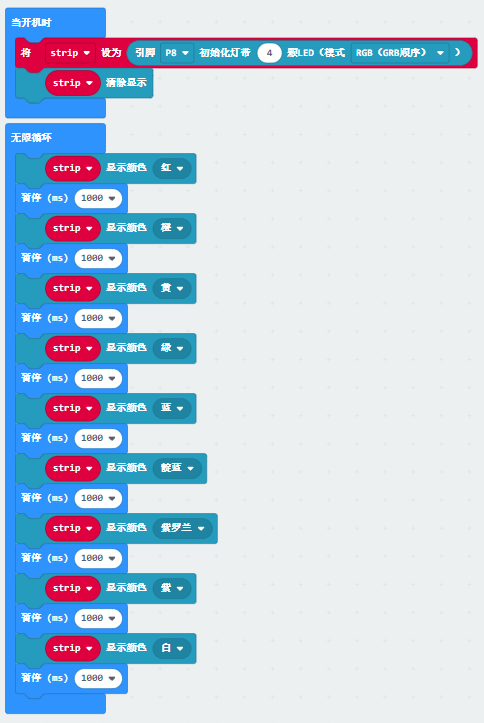 当开机时
将 strip 设为 引脚 P8 初始化灯带 4 颗LED（模式 RGB（GRB顺序） ）
strip 清除显示
无限循环
strip 显示颜色 红
暂停 (ms) 1000
strip 显示颜色 橙
暂停 (ms) 1000
strip 显示颜色 黄
暂停 (ms) 1000
strip 显示颜色 绿
暂停 (ms) 1000
strip 显示颜色 蓝
暂停 (ms) 1000
strip 显示颜色 靛蓝
暂停 (ms) 1000
strip 显示颜色 紫罗兰
暂停 (ms) 1000
strip 显示颜色 紫
暂停 (ms) 1000
strip 显示颜色 白
暂停 (ms) 1000